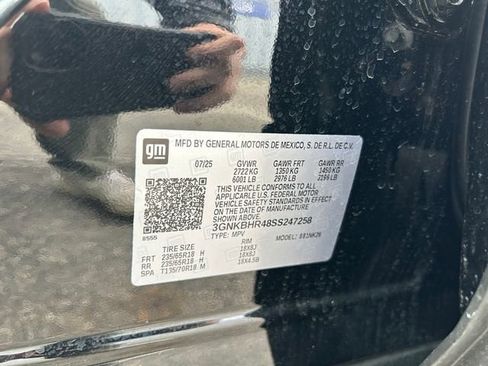 gm
MFD BY GENERAL MOTORS DE MEXICO, S. DE R.L. DE C.V.
07/25 GVWR GAWR FRT GAWR RR
2722 KG 1350 KG 1450 KG
6001 LB 2976 LB 3196 LB
THIS VEHICLE CONFORMS TO ALL
APPLICABLE U.S. FEDERAL MOTOR
VEHICLE SAFETY STANDARDS IN EFFECT
ON THE DATE OF MANUFACTURE
SHOWN ABOVE.
3GNKBHR48SS247258
TYPE: MPV MODEL:
TIRE SIZE RIM
FRT 235/65R18 H 18X8J
RR 235/65R18 H 18X8J
SPA T135/70R18 M 18X4.5B